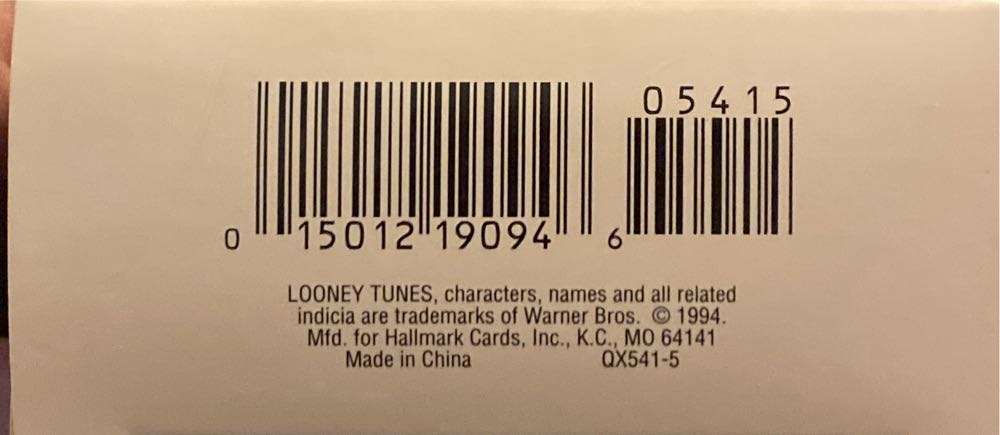 05415
0 15012 19094 6
LOONEY TUNES, characters, names and all related
indicia are trademarks of Warner Bros. © 1994.
Mfd. for Hallmark Cards, Inc., K.C., MO 64141
Made in China QX541-5